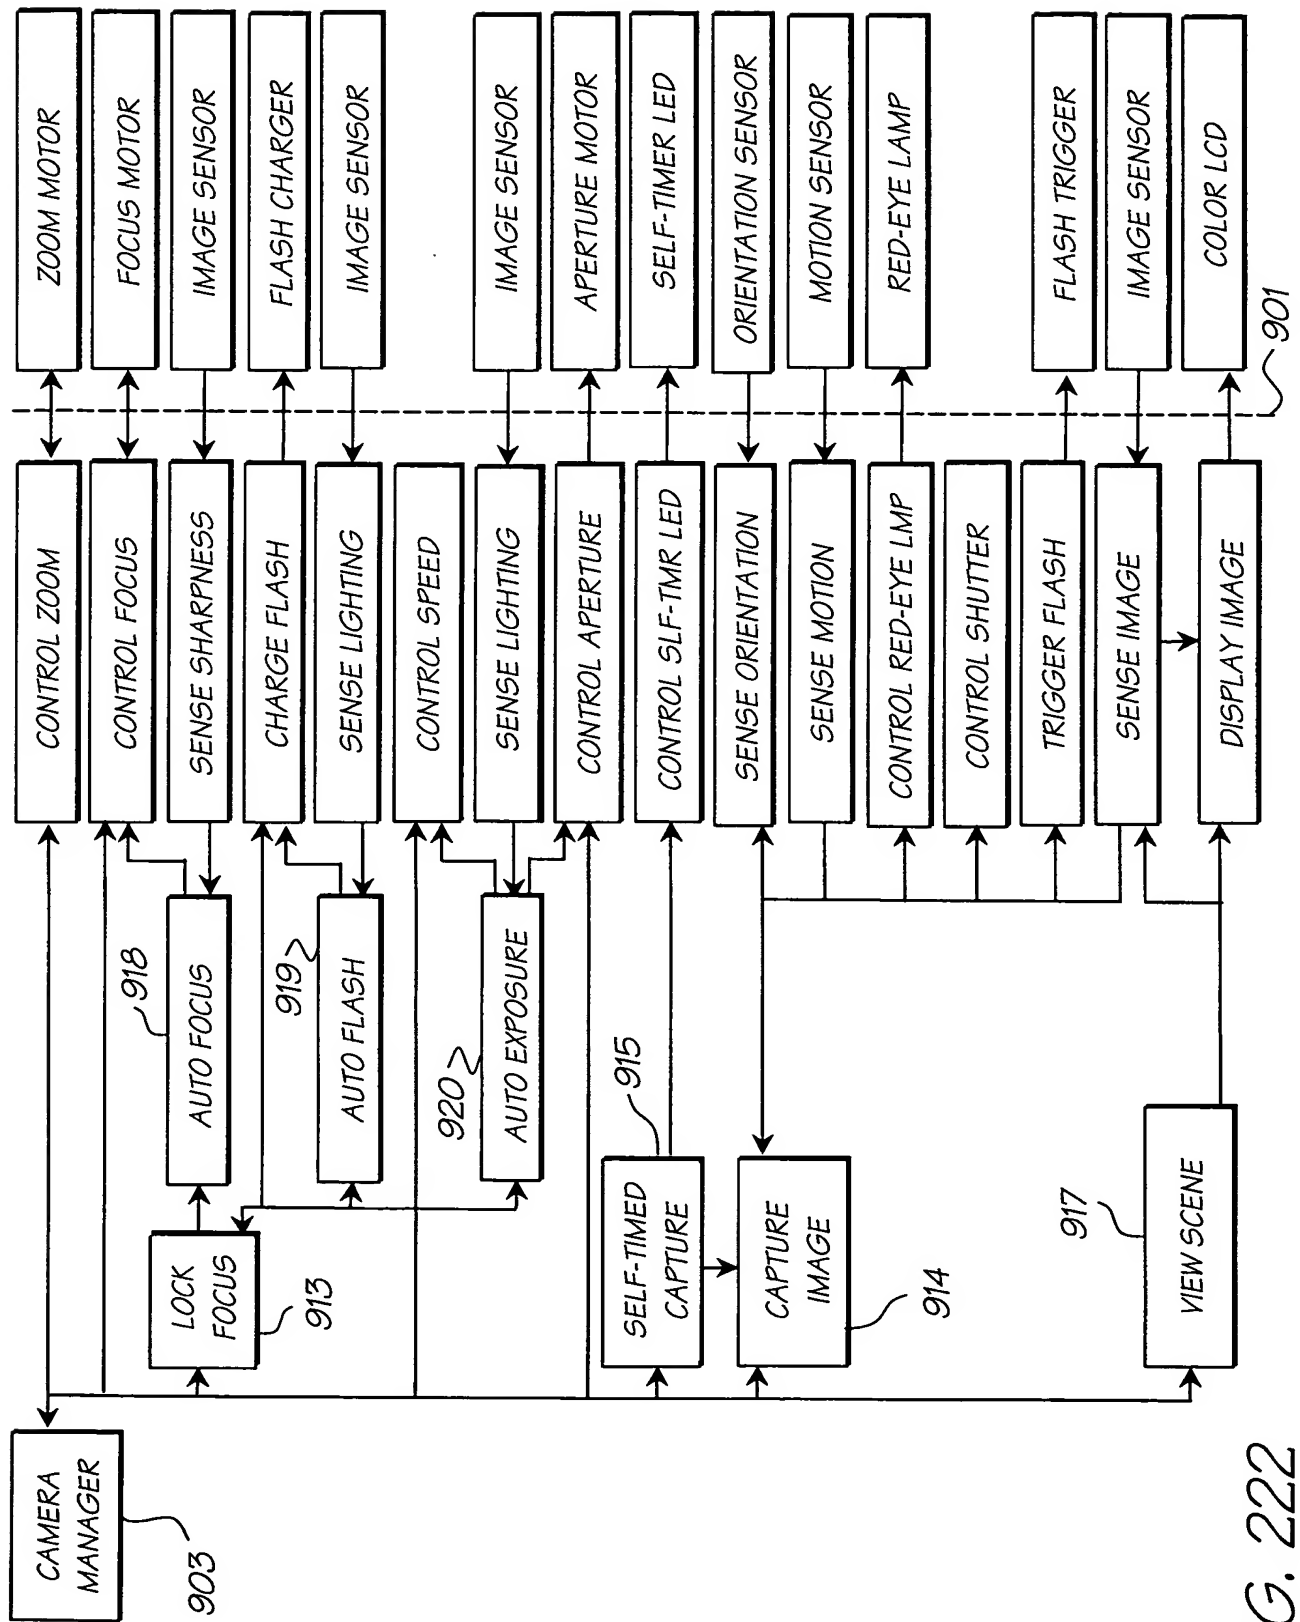 CAMERA
MANAGER
903
LOCK
FOCUS
913
SELF-TIMED
CAPTURE
915
CAPTURE
IMAGE
914
VIEW SCENE
917
AUTO FOCUS
918
AUTO FLASH
919
AUTO EXPOSURE
920
CONTROL ZOOM
CONTROL FOCUS
SENSE SHARPNESS
CHARGE FLASH
SENSE LIGHTING
CONTROL SPEED
SENSE LIGHTING
CONTROL APERTURE
CONTROL SLF-TMR LED
SENSE ORIENTATION
SENSE MOTION
CONTROL RED-EYE LMP
CONTROL SHUTTER
TRIGGER FLASH
SENSE IMAGE
DISPLAY IMAGE
ZOOM MOTOR
FOCUS MOTOR
IMAGE SENSOR
FLASH CHARGER
IMAGE SENSOR
IMAGE SENSOR
APERTURE MOTOR
SELF-TIMER LED
ORIENTATION SENSOR
MOTION SENSOR
RED-EYE LAMP
FLASH TRIGGER
IMAGE SENSOR
COLOR LCD
901
G. 222